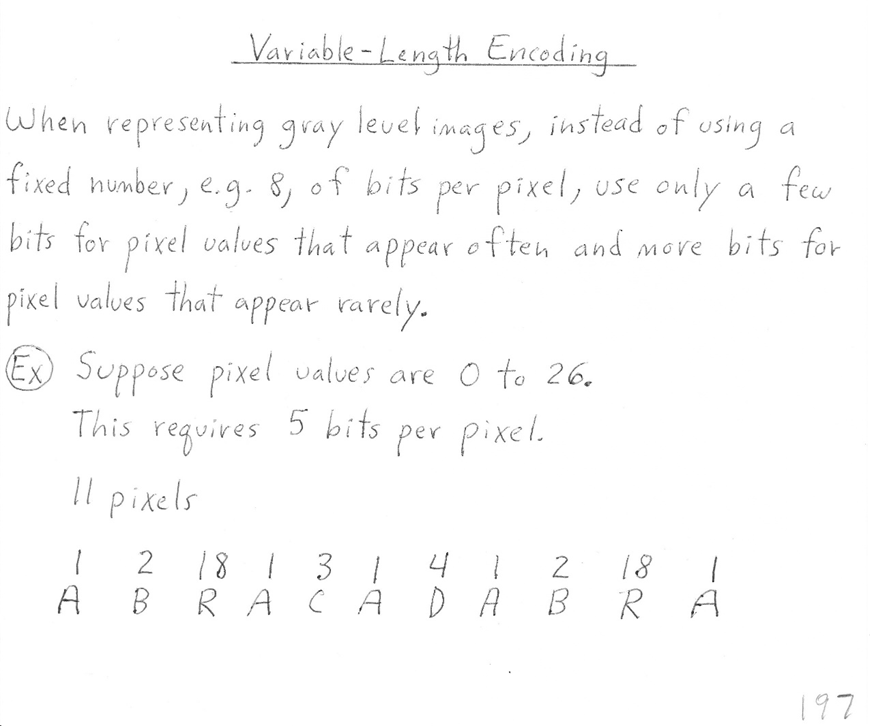 Variable-Length Encoding
When representing gray level images, instead of using a
fixed number, e.g. 8, of bits per pixel, use only a few
bits for pixel values that appear often and more bits for
pixel values that appear rarely.
Ex Suppose pixel values are 0 to 26.
This requires 5 bits per pixel.
11 pixels
1 2 18 1 3 1 4 1 2 18 1
A B R A C A D A B R A
197